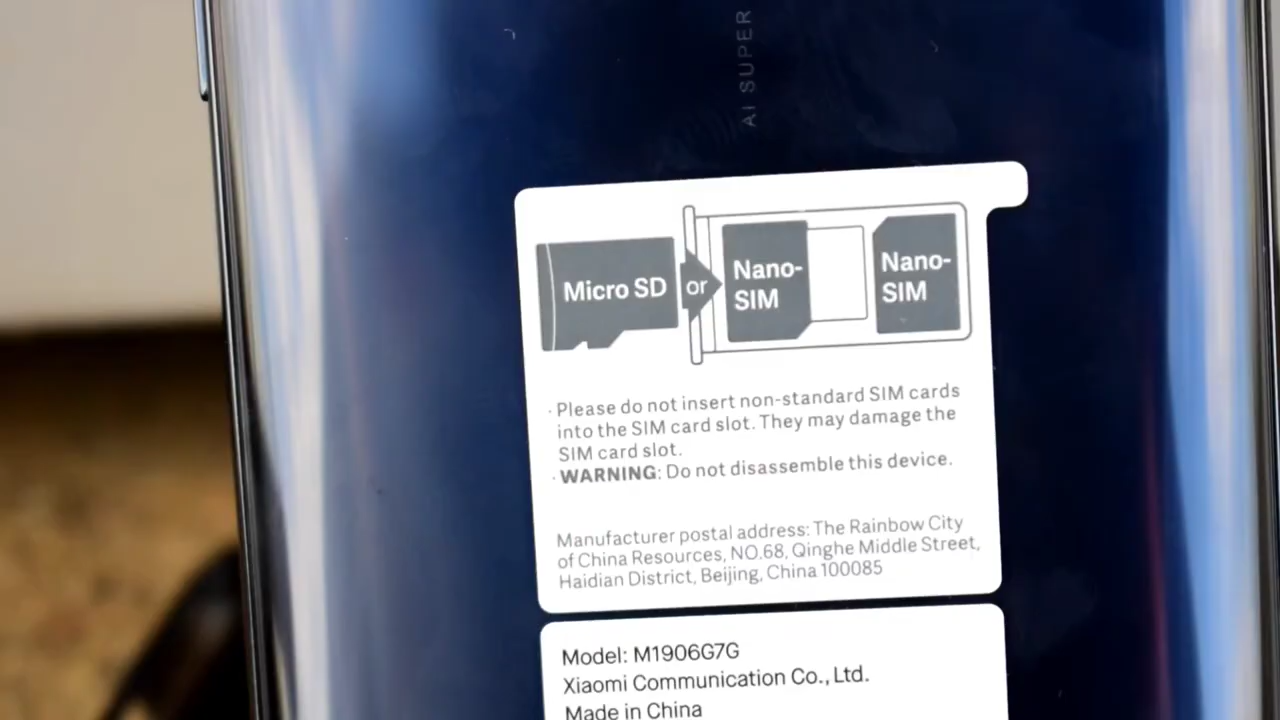 AI SUPER
Micro SD
or
Nano-
SIM
Nano-
SIM
· Please do not insert non-standard SIM cards
into the SIM card slot. They may damage the
SIM card slot.
· WARNING: Do not disassemble this device.
Manufacturer postal address: The Rainbow City
of China Resources, NO.68, Qinghe Middle Street,
Haidian District, Beijing, China 100085
Model: M1906G7G
Xiaomi Communication Co., Ltd.
Made in China